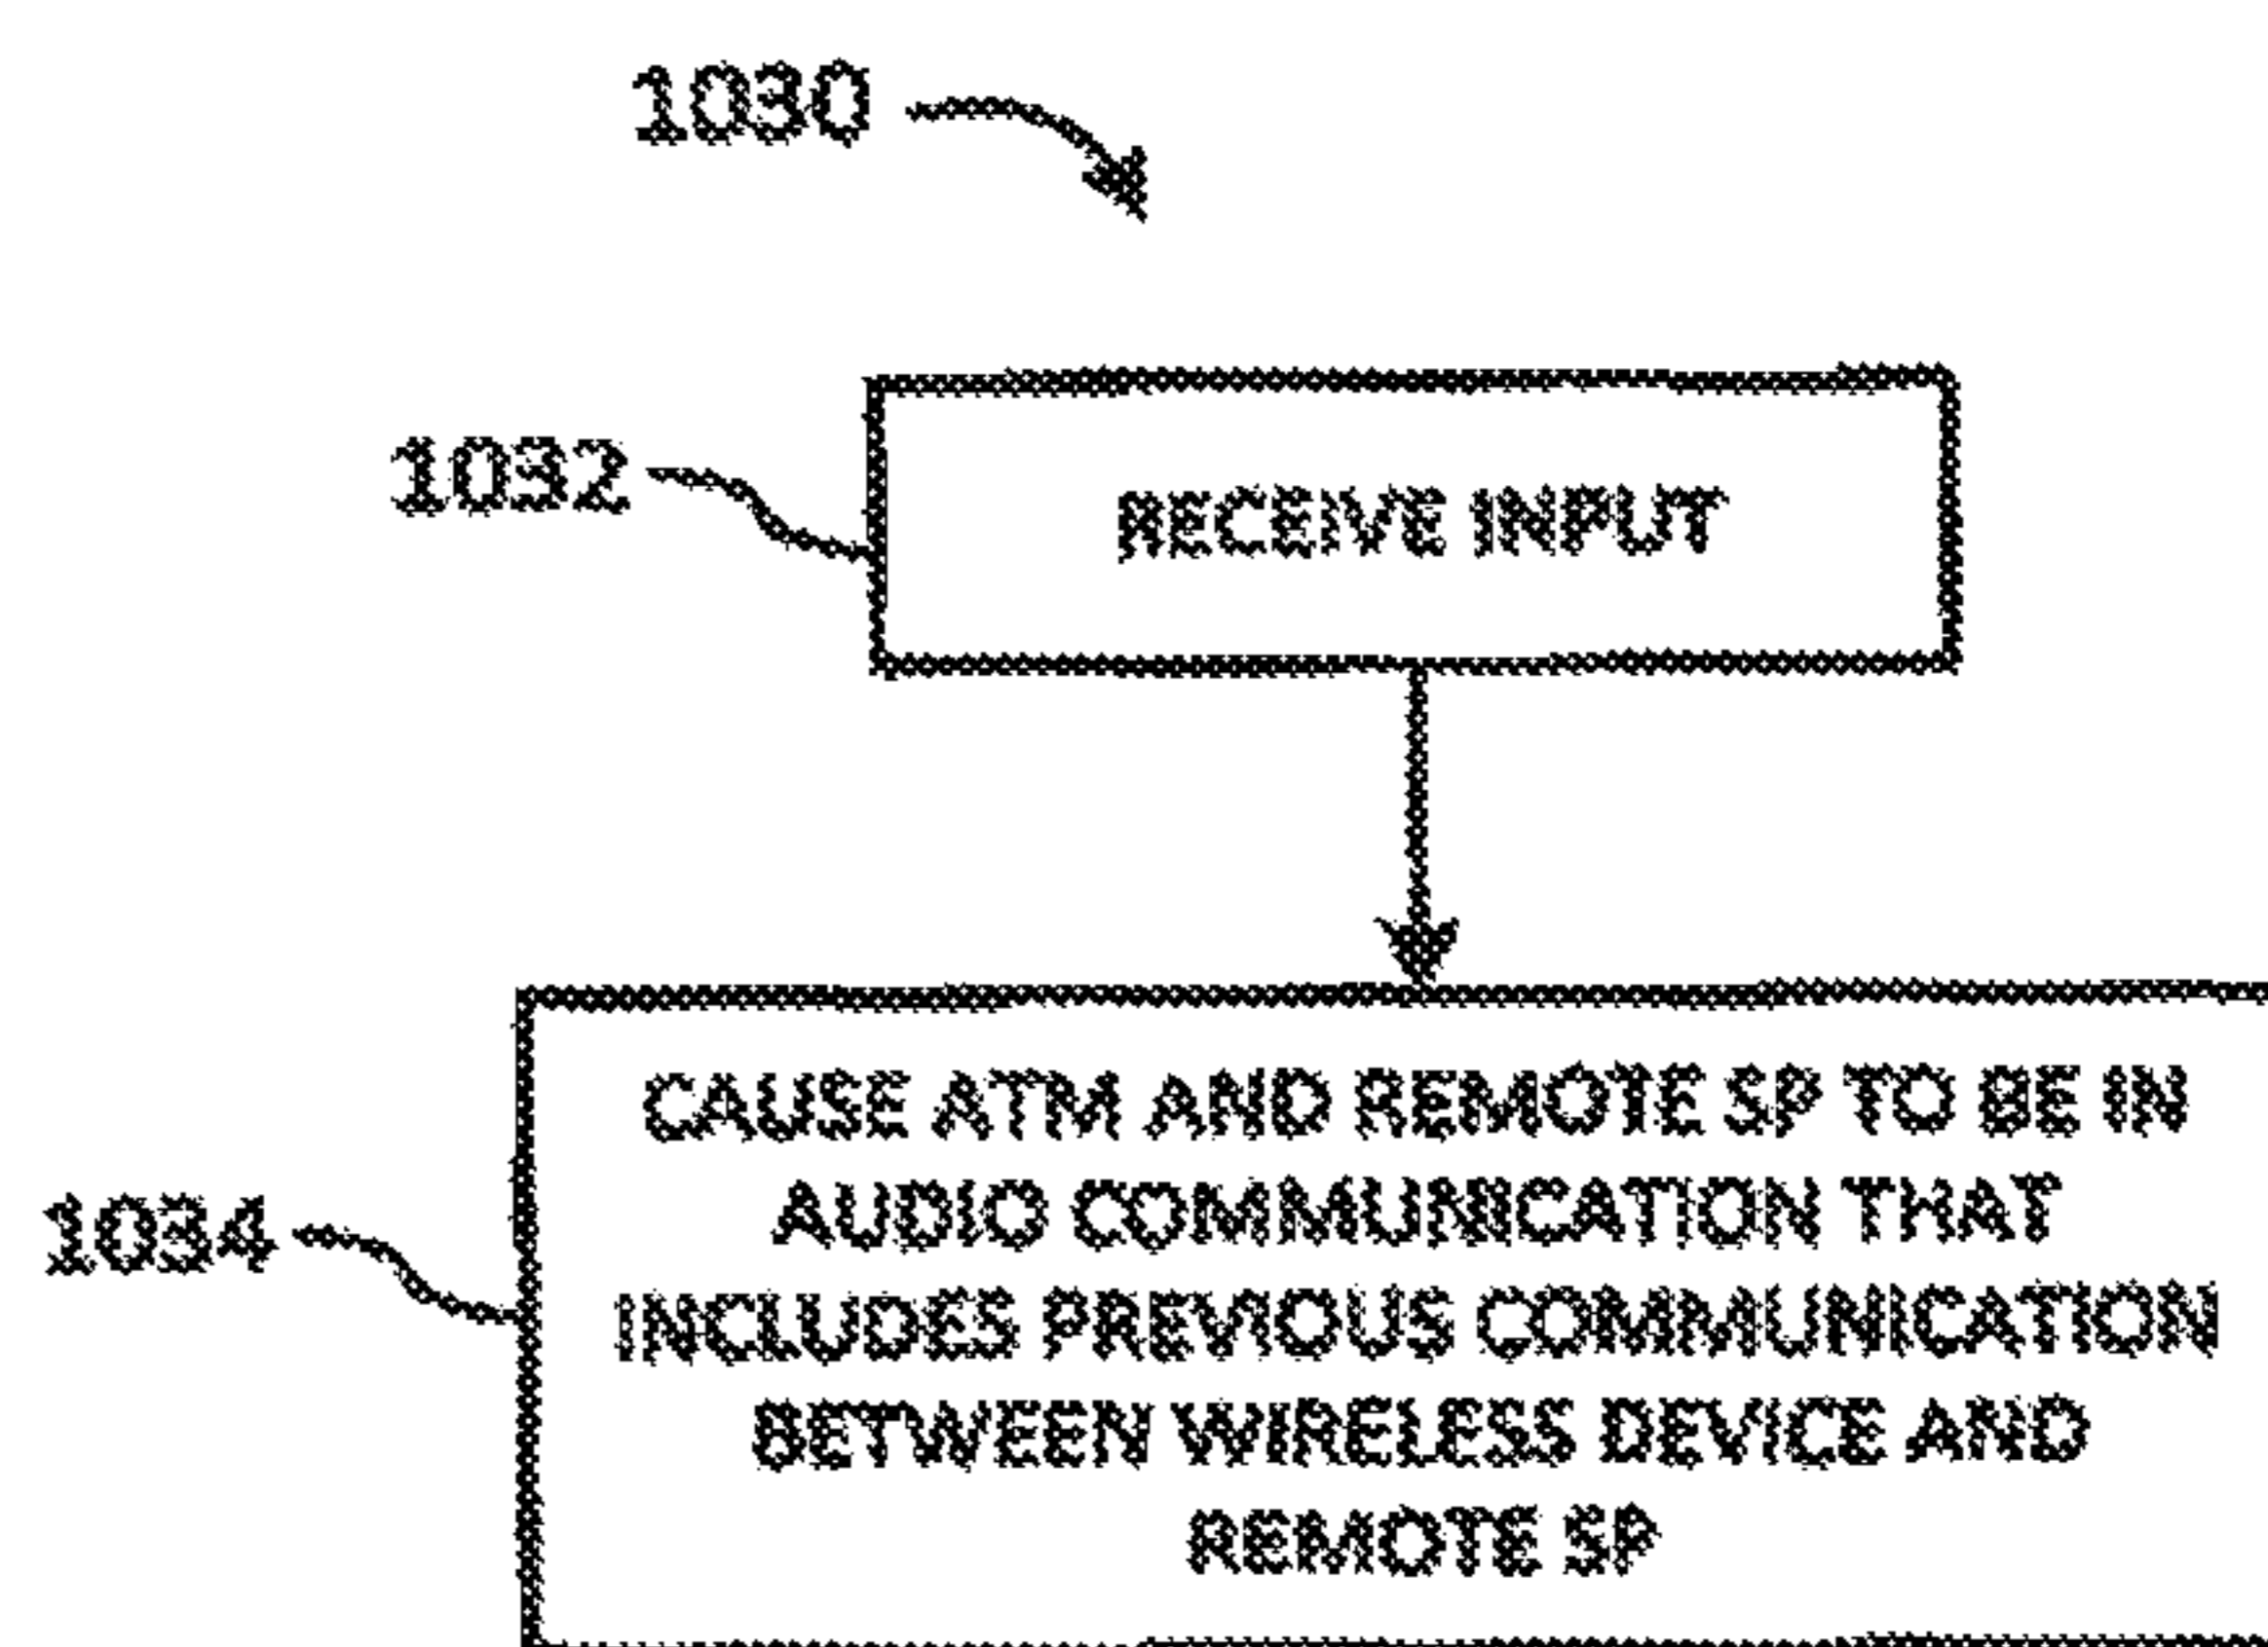 1030
1032
RECEIVE INPUT
1034
CAUSE ATM AND REMOTE SP TO BE IN
AUDIO COMMUNICATION THAT
INCLUDES PREVIOUS COMMUNICATION
BETWEEN WIRELESS DEVICE AND
REMOTE SP